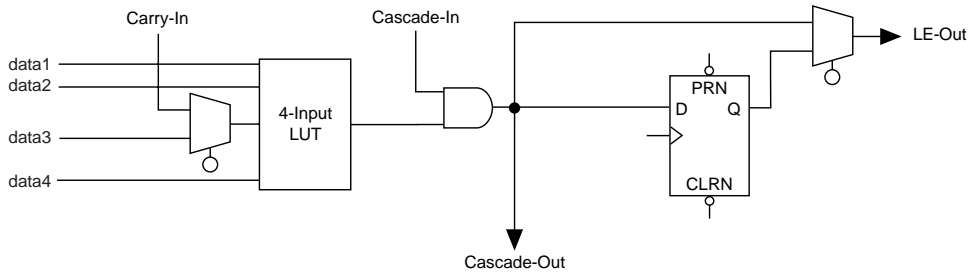 Carry-In
Cascade-In
LE-Out
data1
data2
data3
data4
4-Input
LUT
PRN
D
Q
CLRN
Cascade-Out